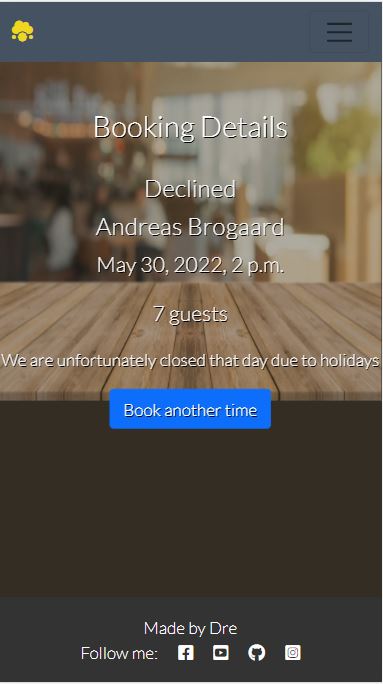 Booking Details
Declined
Andreas Brogaard
May 30, 2022, 2 p.m.
7 guests
We are unfortunately closed that day due to holidays
Book another time
Made by Dre
Follow me: